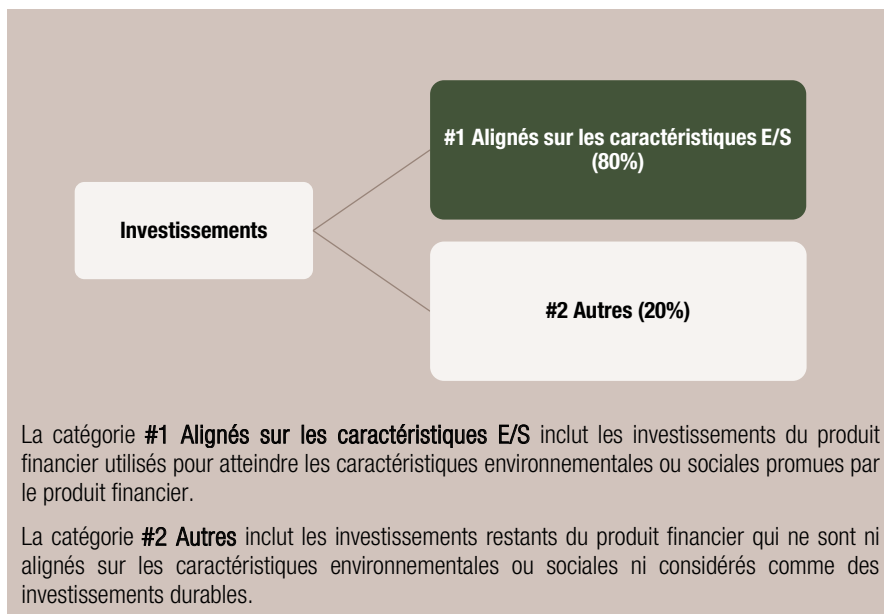 #1 Alignés sur les caractéristiques E/S
(80%)
Investissements
#2 Autres (20%)
La catégorie #1 Alignés sur les caractéristiques E/S inclut les investissements du produit
financier utilisés pour atteindre les caractéristiques environnementales ou sociales promues par
le produit financier.
La catégorie #2 Autres inclut les investissements restants du produit financier qui ne sont ni
alignés sur les caractéristiques environnementales ou sociales ni considérés comme des
investissements durables.